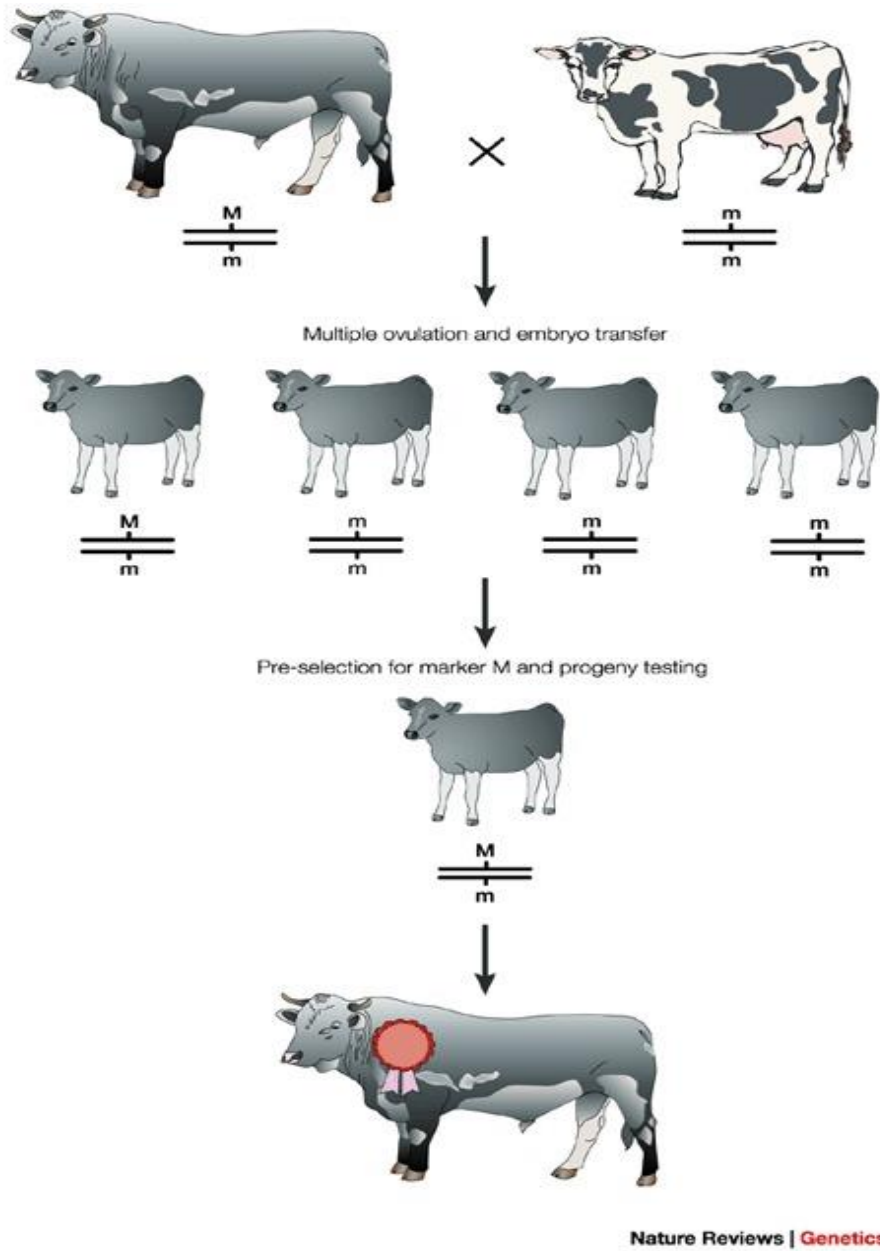 M m
m m
Multiple ovulation and embryo transfer
M m m m
m m m m
Pre-selection for marker M and progeny testing
M
m
Nature Reviews | Genetics